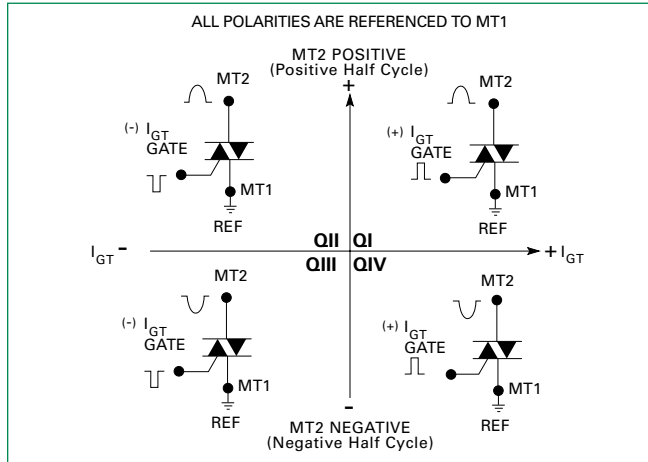 ALL POLARITIES ARE REFERENCED TO MT1
MT2 POSITIVE
(Positive Half Cycle)
+
MT2
(-) IGT
GATE
MT1
REF
MT2
(+) IGT
GATE
MT1
REF
IGT -
QII QI
QIII QIV
+ IGT
MT2
(-) IGT
GATE
MT1
REF
MT2
(+) IGT
GATE
MT1
REF
-
MT2 NEGATIVE
(Negative Half Cycle)